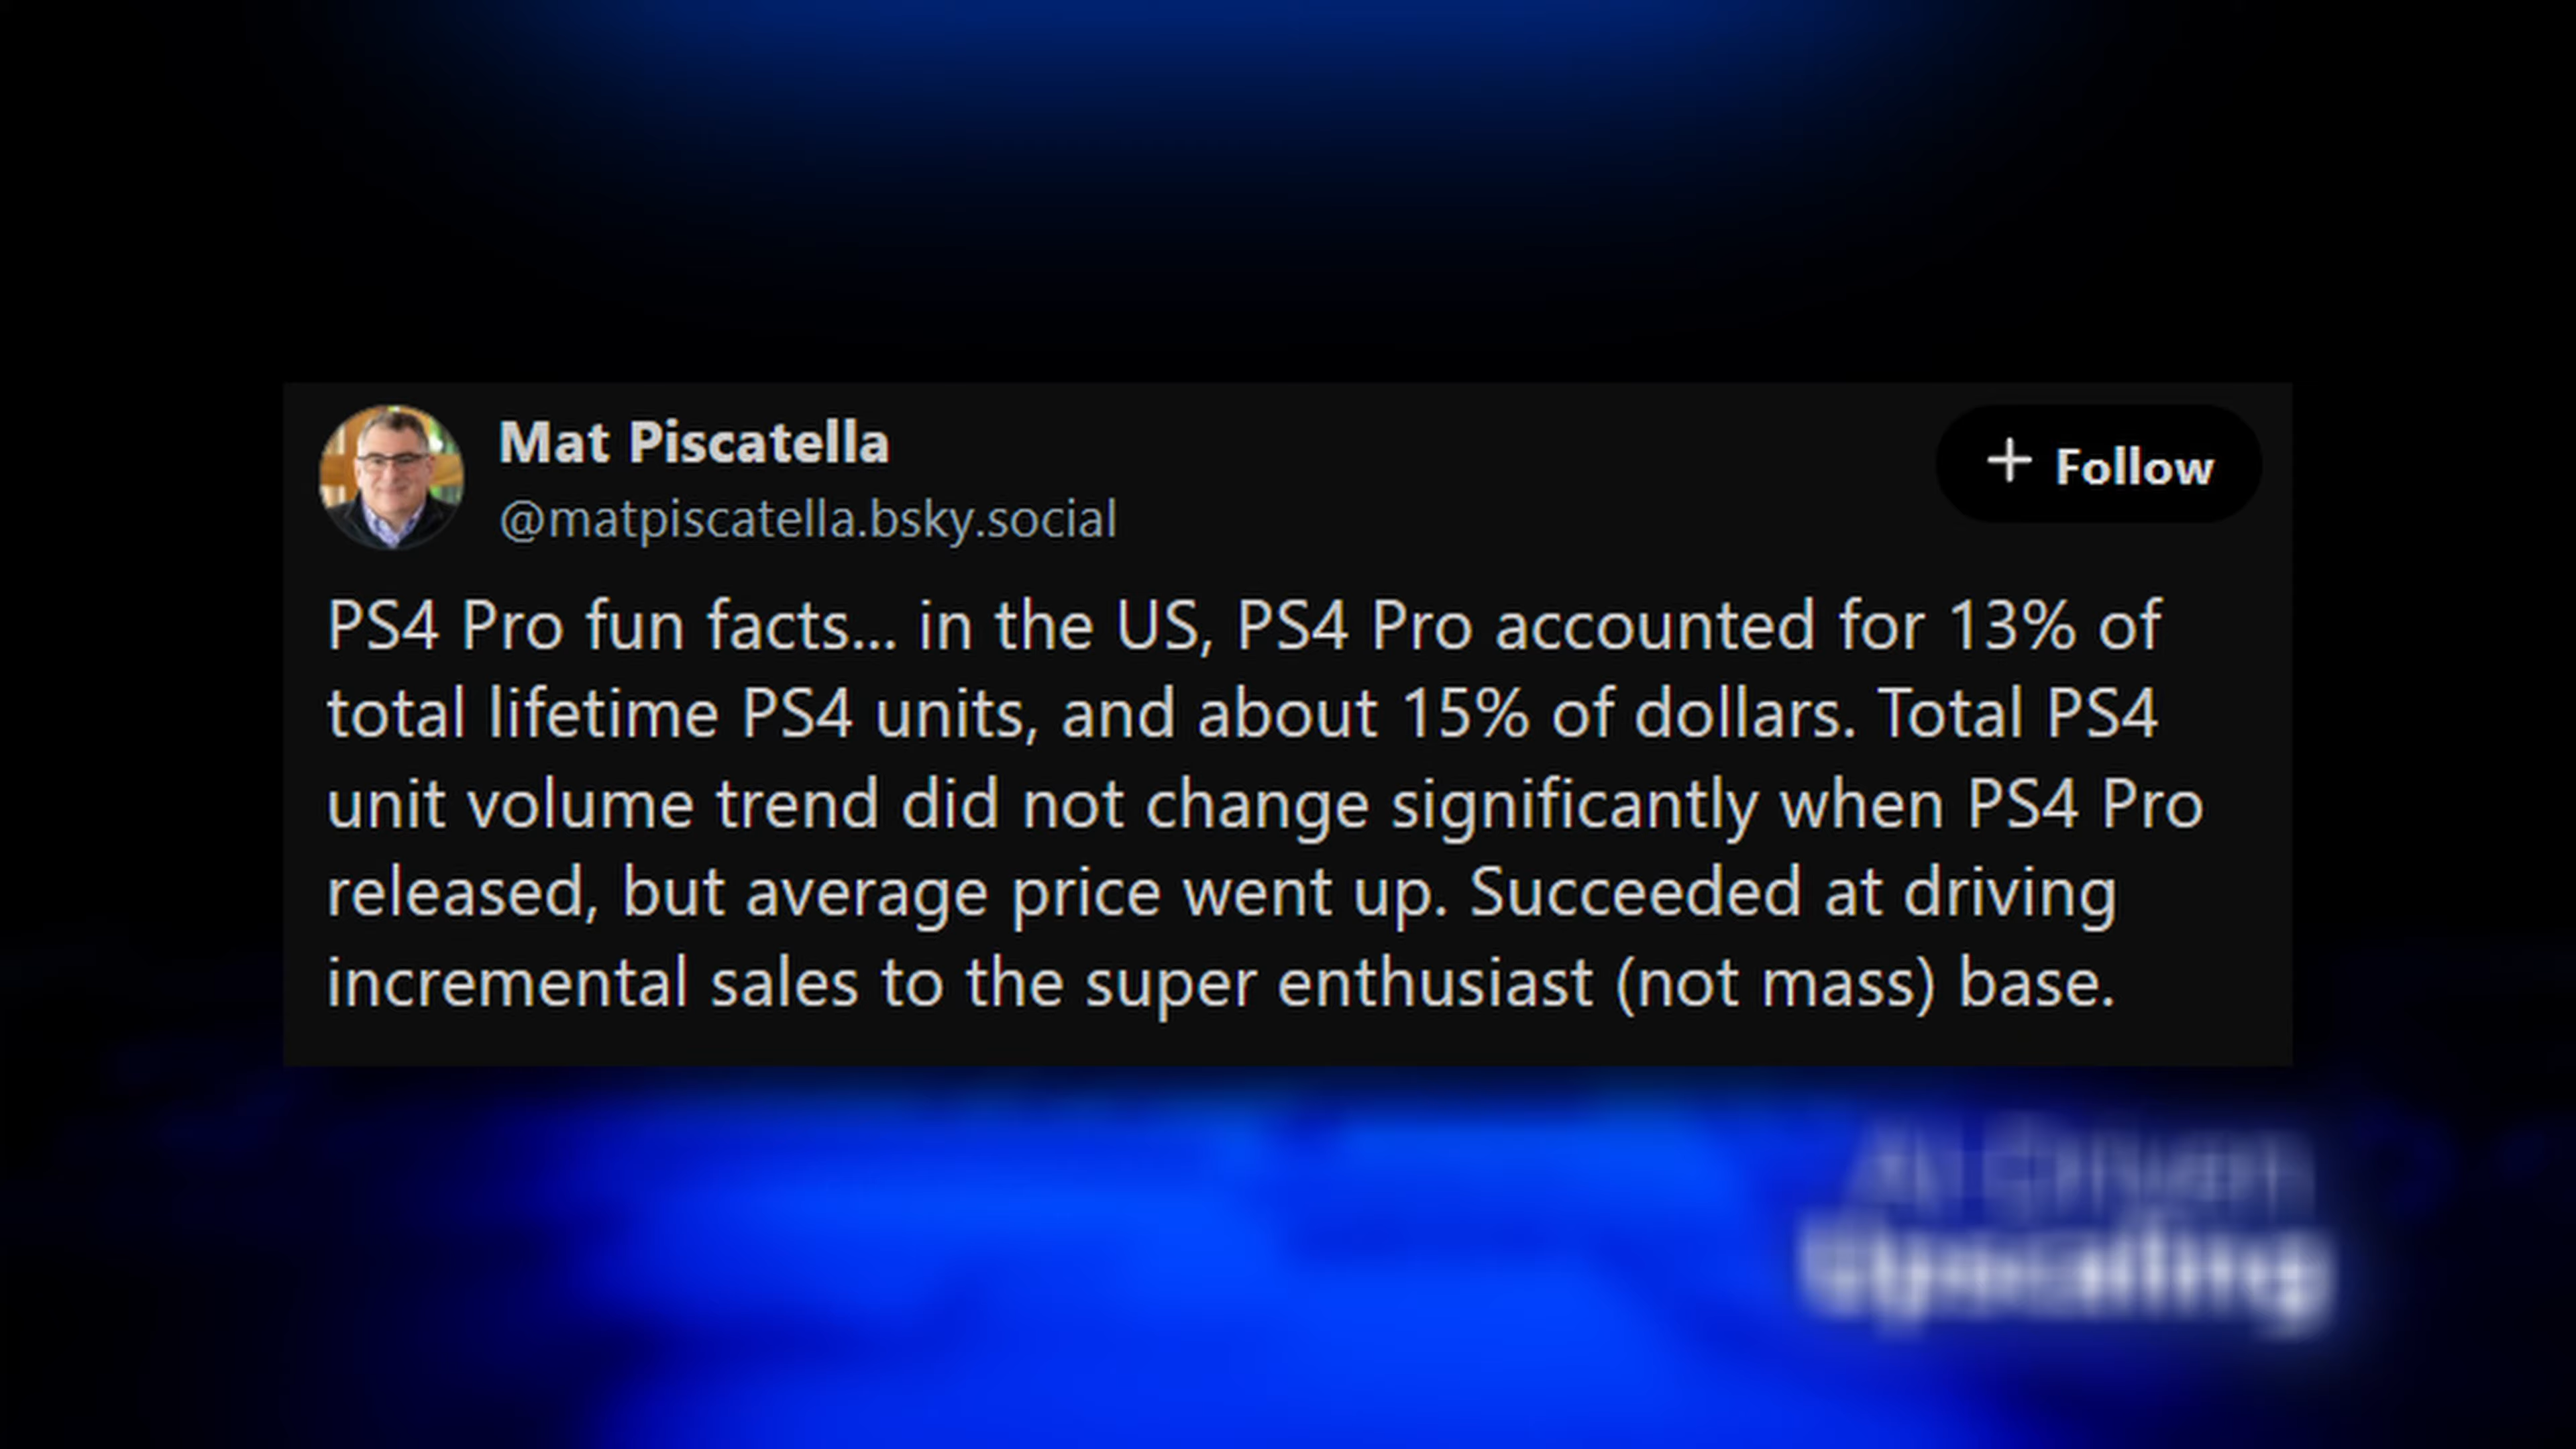 Mat Piscatella
+ Follow
@matpiscatella.bsky.social
PS4 Pro fun facts... in the US, PS4 Pro accounted for 13% of
total lifetime PS4 units, and about 15% of dollars. Total PS4
unit volume trend did not change significantly when PS4 Pro
released, but average price went up. Succeeded at driving
incremental sales to the super enthusiast (not mass) base.
AI-Driven
Upscaling